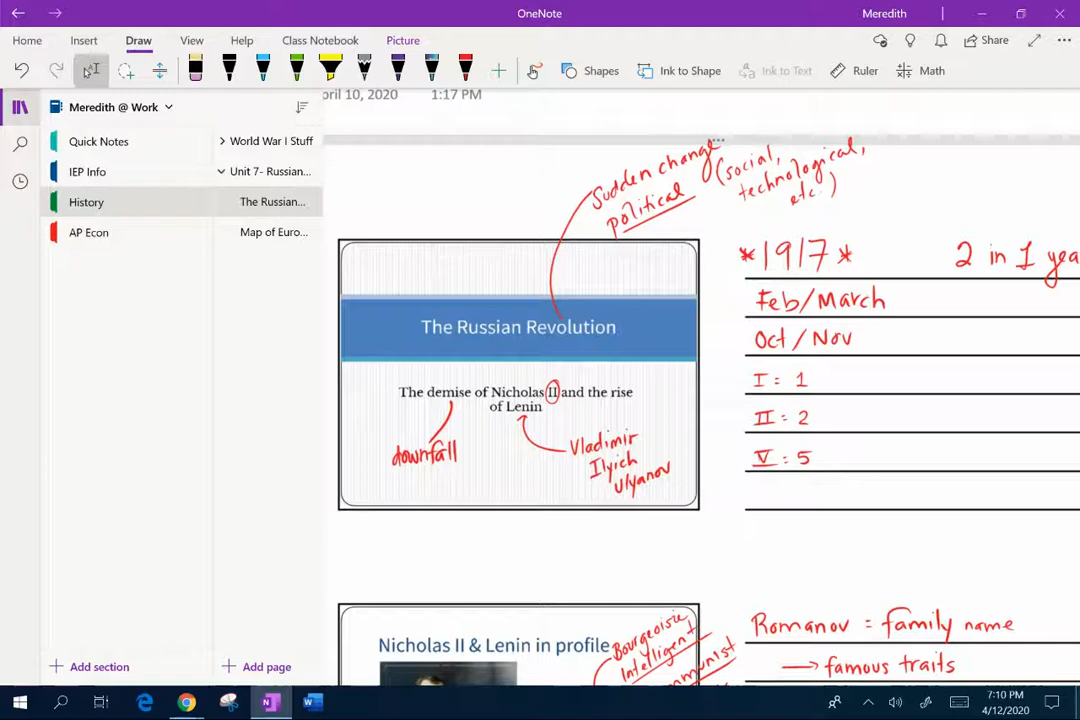 OneNote
Meredith
Home Insert Draw View Help Class Notebook Picture
Share
Shapes Ink to Shape Ink to Text Ruler Math
Meredith @ Work
Quick Notes
IEP Info
History
AP Econ
World War I Stuff
Unit 7- Russian...
The Russian...
Map of Euro...
Add section
Add page
pril 10, 2020 1:17 PM
Sudden change
political
(social,
technological,
etc.)
The Russian Revolution
The demise of Nicholas II and the rise
of Lenin
downfall
Vladimir
Ilyich
Ulyanov
*1917* 2 in 1 yea
Feb/March
Oct/Nov
I = 1
II = 2
V = 5
Nicholas II & Lenin in profile
Bourgeoisie
Intelligent
mmunist
Romanov = family name
→ famous traits
7:10 PM
4/12/2020